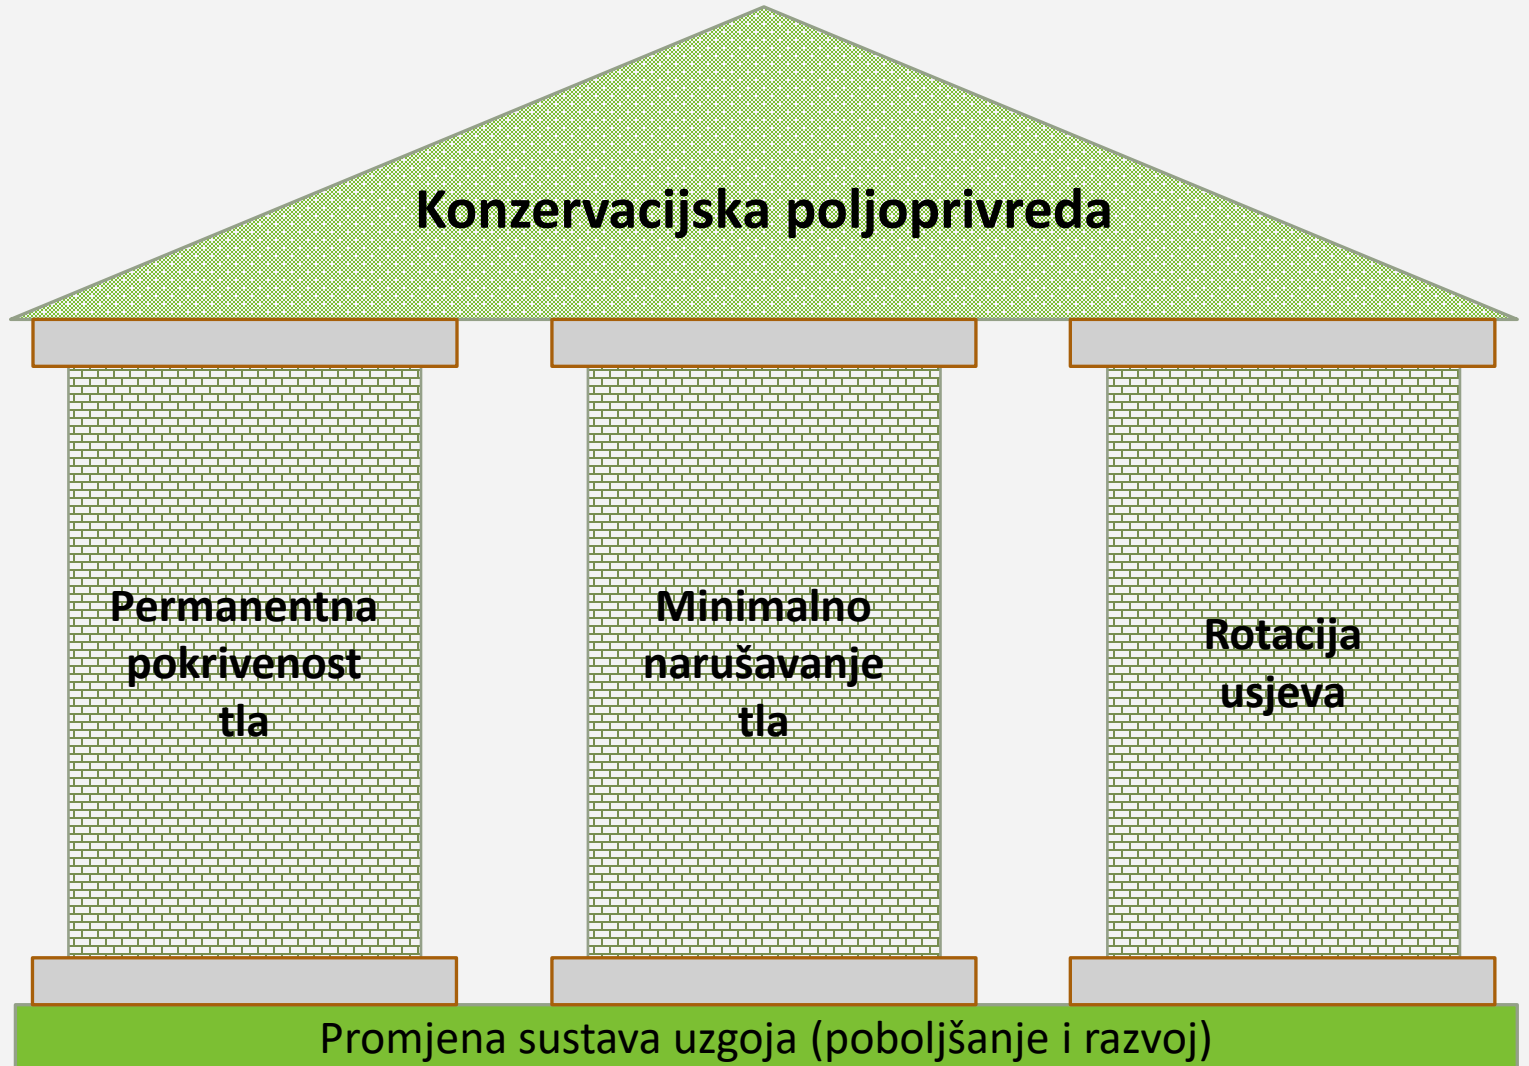 Konzervacijska poljoprivreda
Permanentna
pokrivenost
tla
Minimalno
narušavanje
tla
Rotacija
usjeva
Promjena sustava uzgoja (poboljšanje i razvoj)